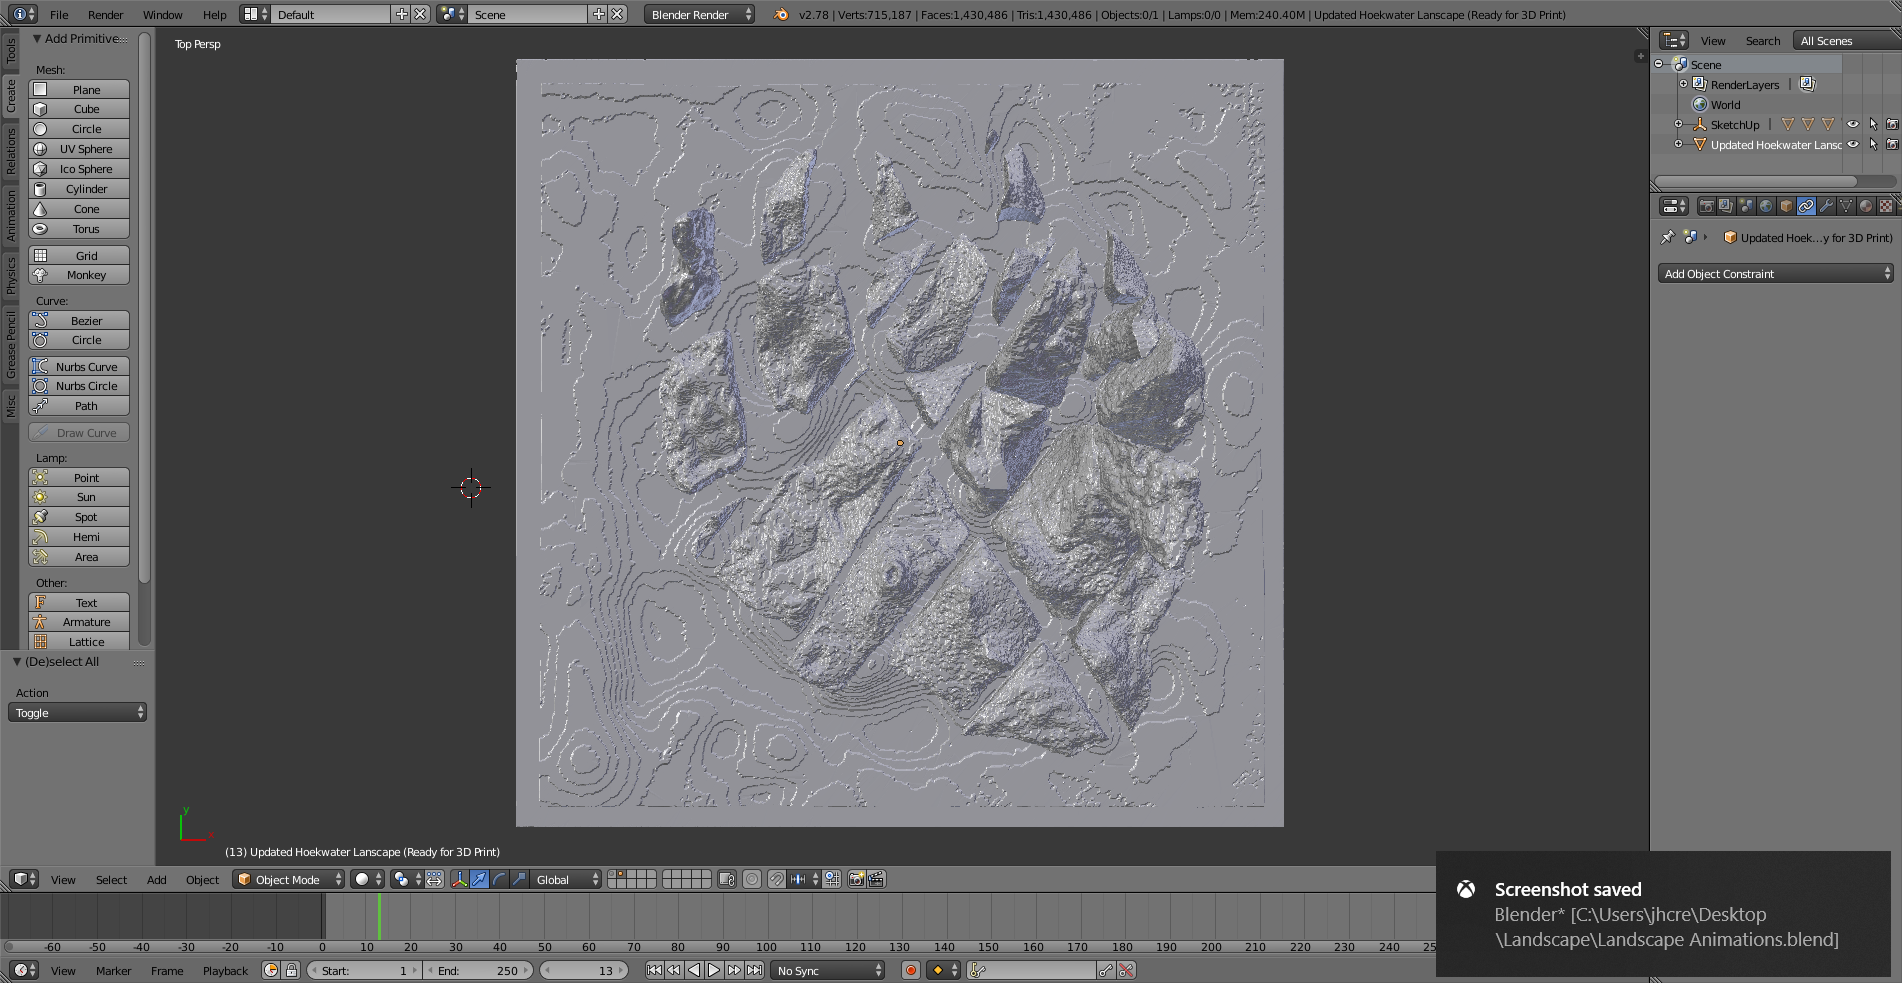 File Render Window Help Default Scene Blender Render v2.78 | Verts:715,187 | Faces:1,430,486 | Tris:1,430,486 | Objects:0/1 | Lamps:0/0 | Mem:240.40M | Updated Hoekwater Lanscape (Ready for 3D Print)
Tools
Create
Relations
Animation
Physics
Grease Pencil
Misc
Add Primitive
Mesh:
Plane
Cube
Circle
UV Sphere
Ico Sphere
Cylinder
Cone
Torus
Grid
Monkey
Curve:
Bezier
Circle
Nurbs Curve
Nurbs Circle
Path
Draw Curve
Lamp:
Point
Sun
Spot
Hemi
Area
Other:
Text
Armature
Lattice
(De)select All
Action
Toggle
Top Persp
y
x
(13) Updated Hoekwater Lanscape (Ready for 3D Print)
View Search All Scenes
Scene
RenderLayers |
World
SketchUp |
Updated Hoekwater Lansc
Updated Hoek...y for 3D Print)
Add Object Constraint
View Select Add Object Object Mode Global
-60 -50 -40 -30 -20 -10 0 10 20 30 40 50 60 70 80 90 100 110 120 130 140 150 160 170 180 190 200 210 220 230 240 25
View Marker Frame Playback Start: 1 End: 250 13 No Sync
Screenshot saved
Blender* [C:\Users\jhcre\Desktop
\Landscape\Landscape Animations.blend]